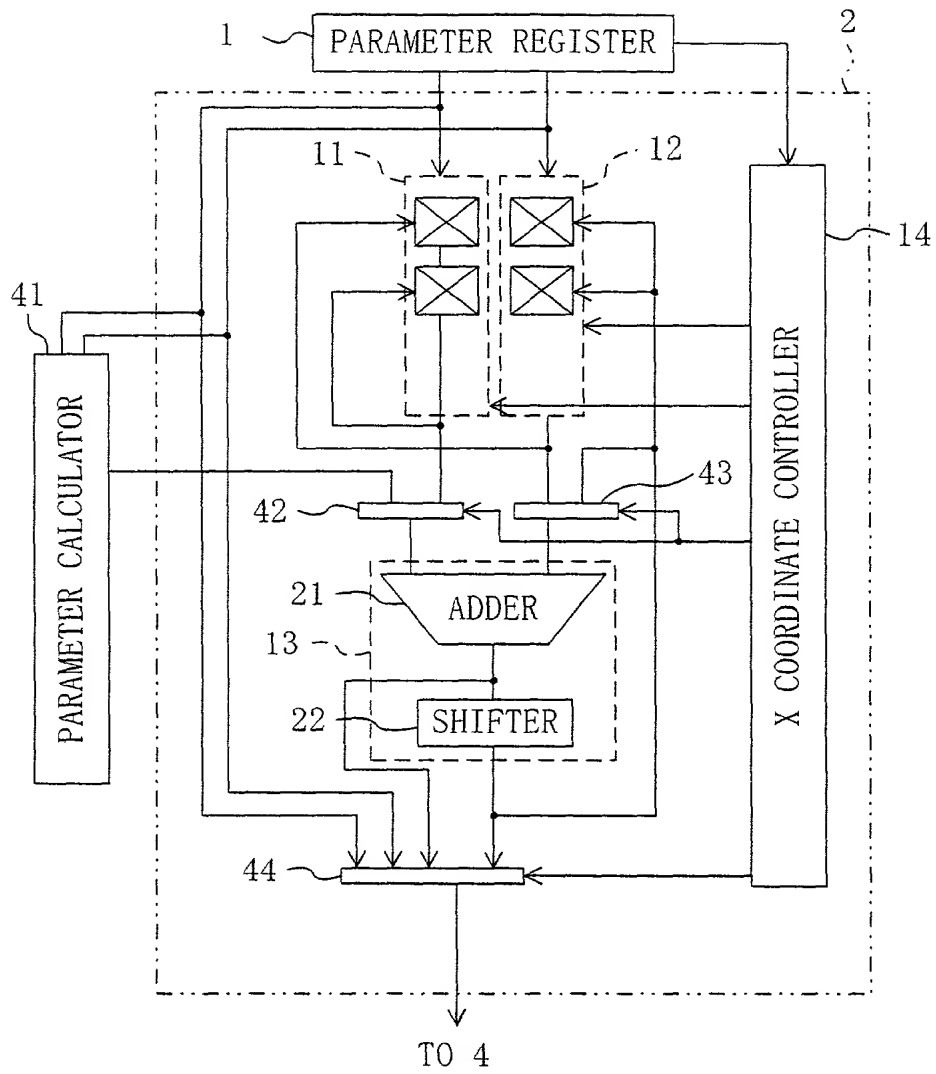 1
PARAMETER REGISTER
2
11
12
14
41
PARAMETER CALCULATOR
X COORDINATE CONTROLLER
42
43
21
ADDER
13
22
SHIFTER
44
TO 4